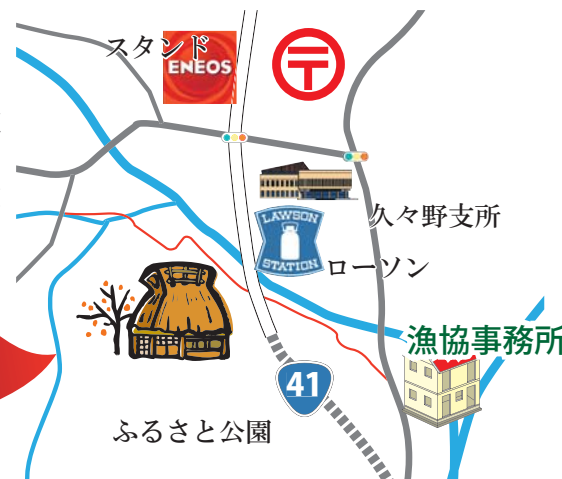 スタンド
ENEOS
〒
久々野支所
LAWSON
STATION
ローソン
漁協事務所
41
ふるさと公園